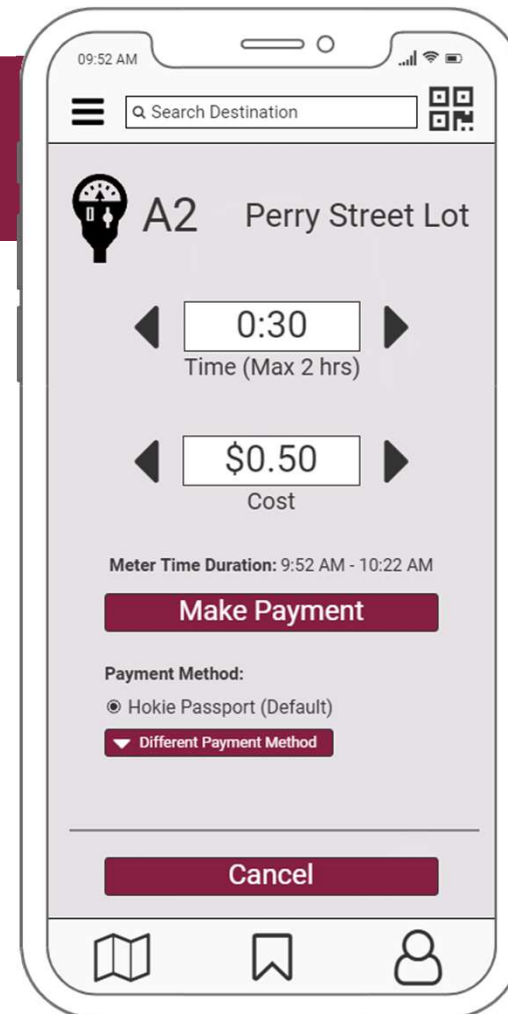 09:52 AM
Search Destination
A2 Perry Street Lot
0:30
Time (Max 2 hrs)
$0.50
Cost
Meter Time Duration: 9:52 AM - 10:22 AM
Make Payment
Payment Method:
Hokie Passport (Default)
Different Payment Method
Cancel